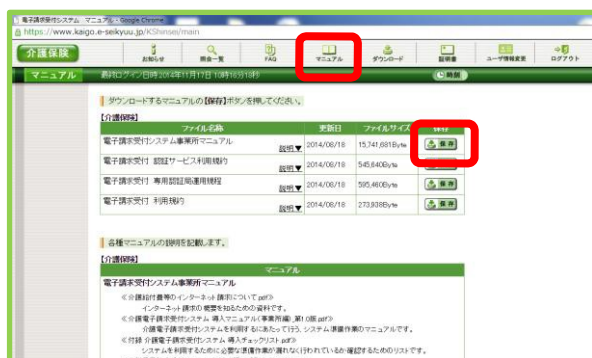 電子請求受付システム マニュアル - Google Chrome
https://www.kaigo.e-seikyuu.jp/KShinsei/main
介護保険
お知らせ 照会一覧 FAQ マニュアル ダウンロード 証明書 ユーザ情報変更 ログアウト
マニュアル 最終ログイン日時:2014年11月17日 10時16分18秒 時刻
ダウンロードするマニュアルの【保存】ボタンを押してください。
【介護保険】
ファイル名称 更新日 ファイルサイズ 保存
電子請求受付システム事業所マニュアル 説明▼ 2014/08/18 15,741,681Byte 保存
電子請求受付 認証サービス利用規約 説明▼ 2014/08/18 545,640Byte 保存
電子請求受付 専用認証局運用規程 説明▼ 2014/08/18 595,460Byte 保存
電子請求受付 利用規約 説明▼ 2014/08/18 273,938Byte 保存
各種マニュアルの説明を記載します。
【介護保険】
マニュアル
電子請求受付システム事業所マニュアル
≪介護給付費等のインターネット請求について.pdf≫
インターネット請求の概要を知るための資料です。
≪介護電子請求受付システム 導入マニュアル(事業所編)_第1.0版.pdf≫
介護電子請求受付システムを利用するにあたって行う、システム準備作業のマニュアルです。
≪付録 介護電子請求受付システム 導入チェックリスト.pdf≫
システムを利用するために必要な準備作業が漏れなく行われているか確認するためのリストです。